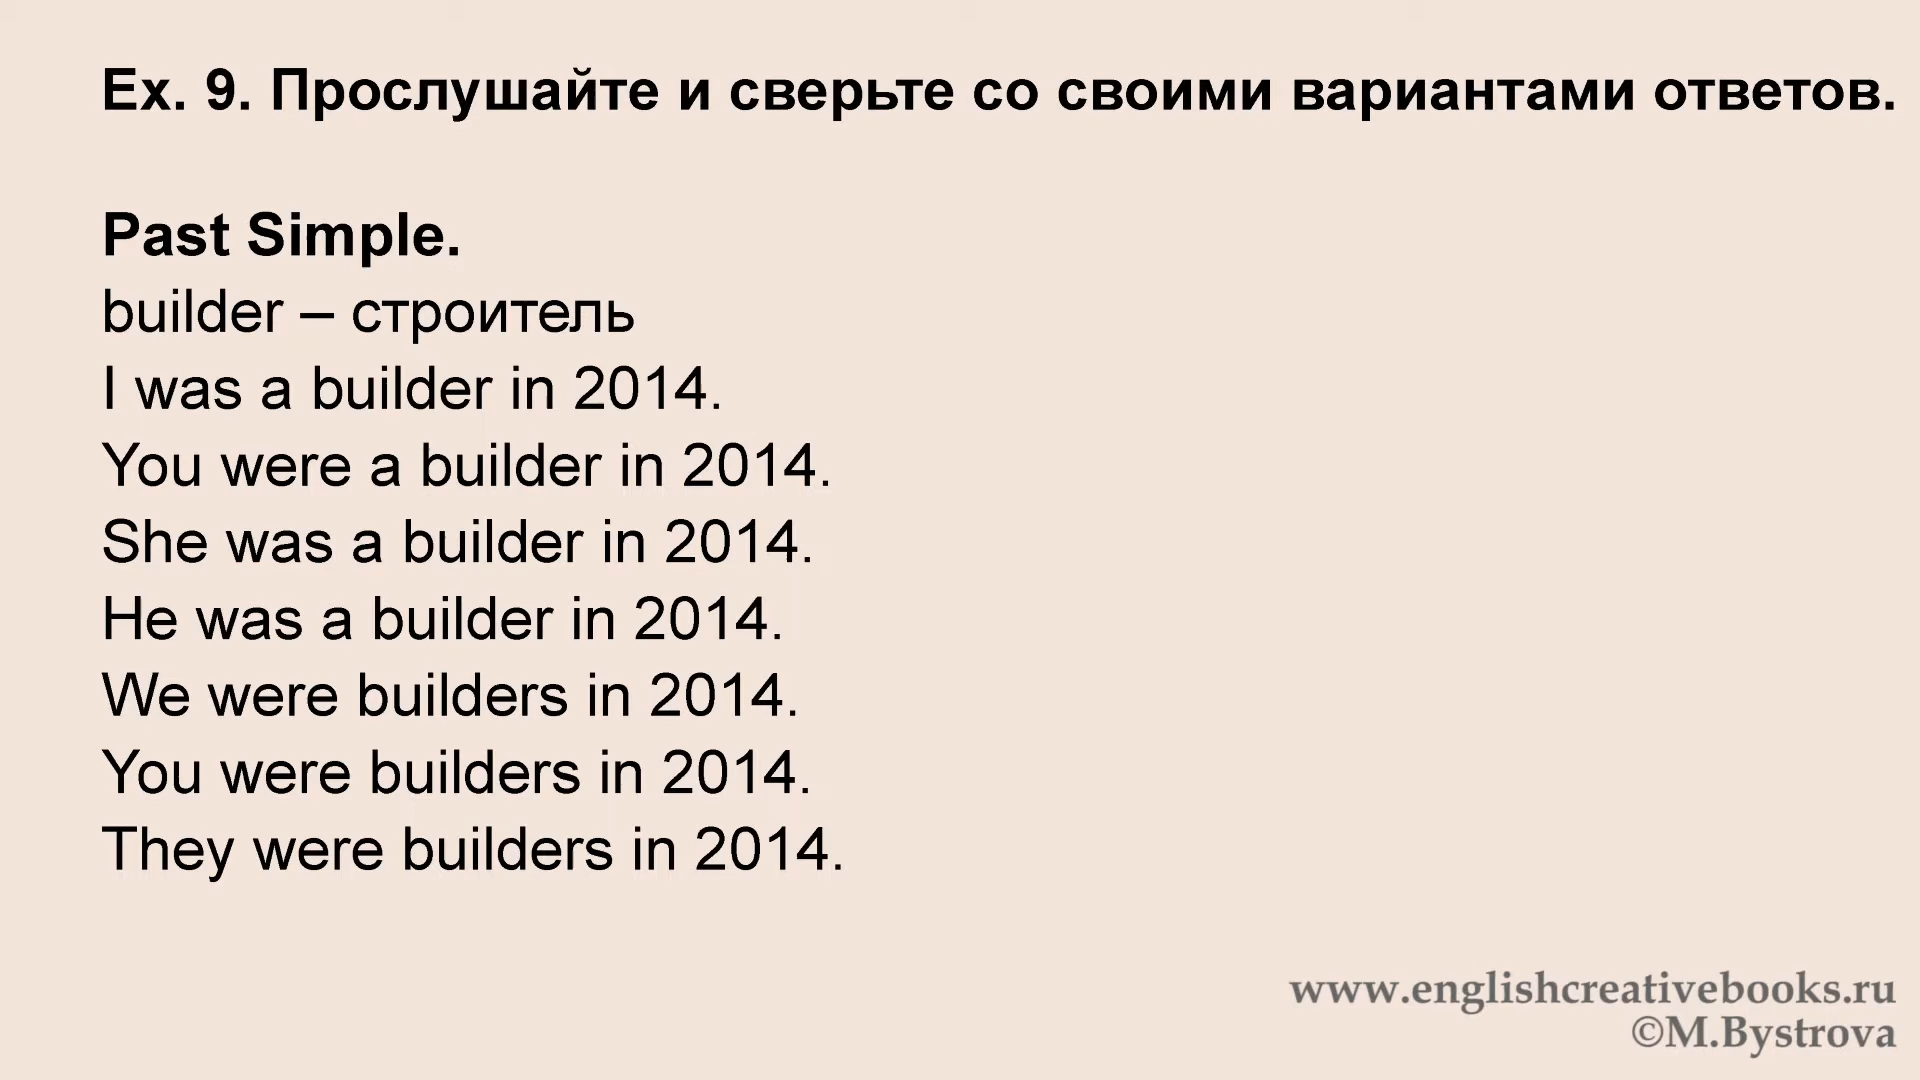 Ex. 9. Прослушайте и сверьте со своими вариантами ответов.
Past Simple.
builder – строитель
I was a builder in 2014.
You were a builder in 2014.
She was a builder in 2014.
He was a builder in 2014.
We were builders in 2014.
You were builders in 2014.
They were builders in 2014.
www.englishcreativebooks.ru
©M.Bystrova